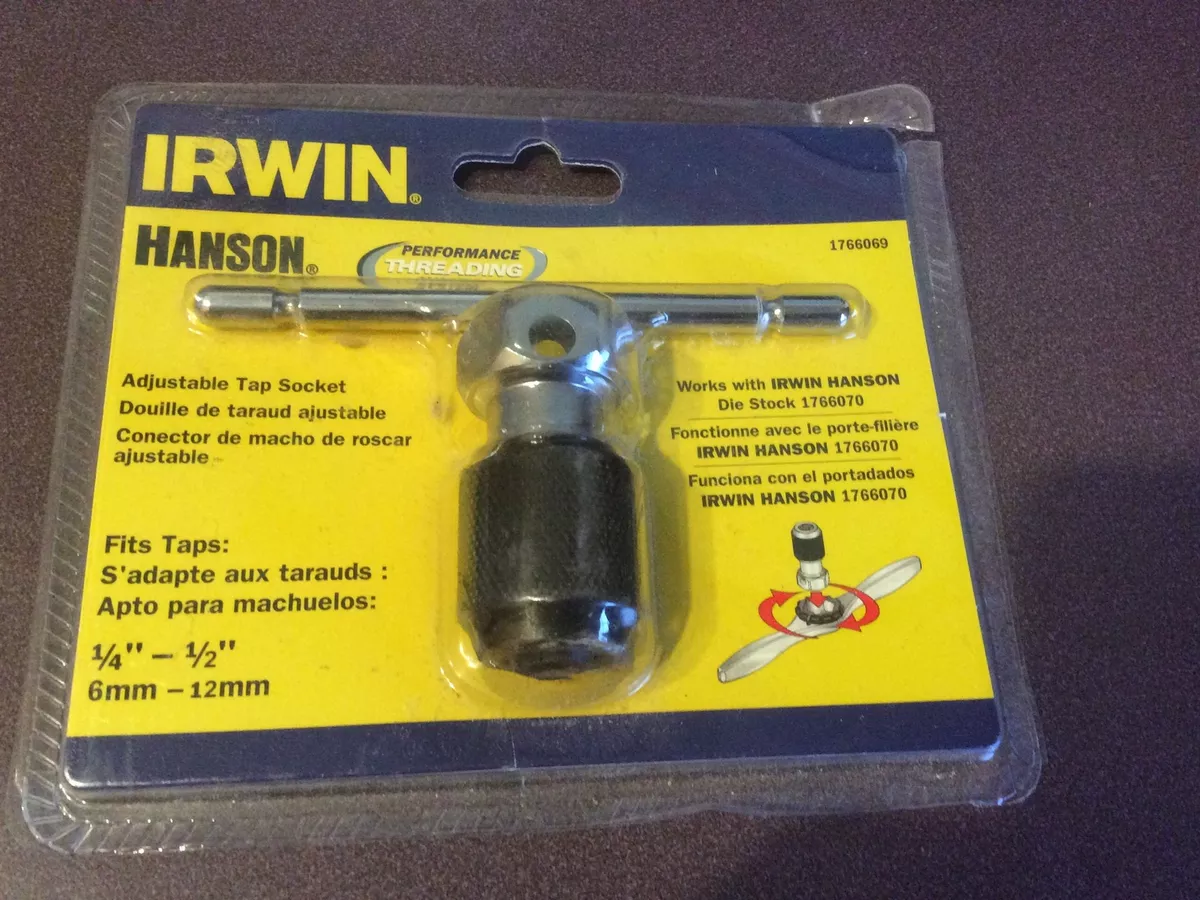 IRWIN®
HANSON®
PERFORMANCE
THREADING
SYSTEM
1766069
Adjustable Tap Socket
Douille de taraud ajustable
Conector de macho de roscar
ajustable
Works with IRWIN HANSON
Die Stock 1766070
Fonctionne avec le porte-filière
IRWIN HANSON 1766070
Funciona con el portadados
IRWIN HANSON 1766070
Fits Taps:
S'adapte aux tarauds :
Apto para machuelos:
1/4" – 1/2"
6mm – 12mm